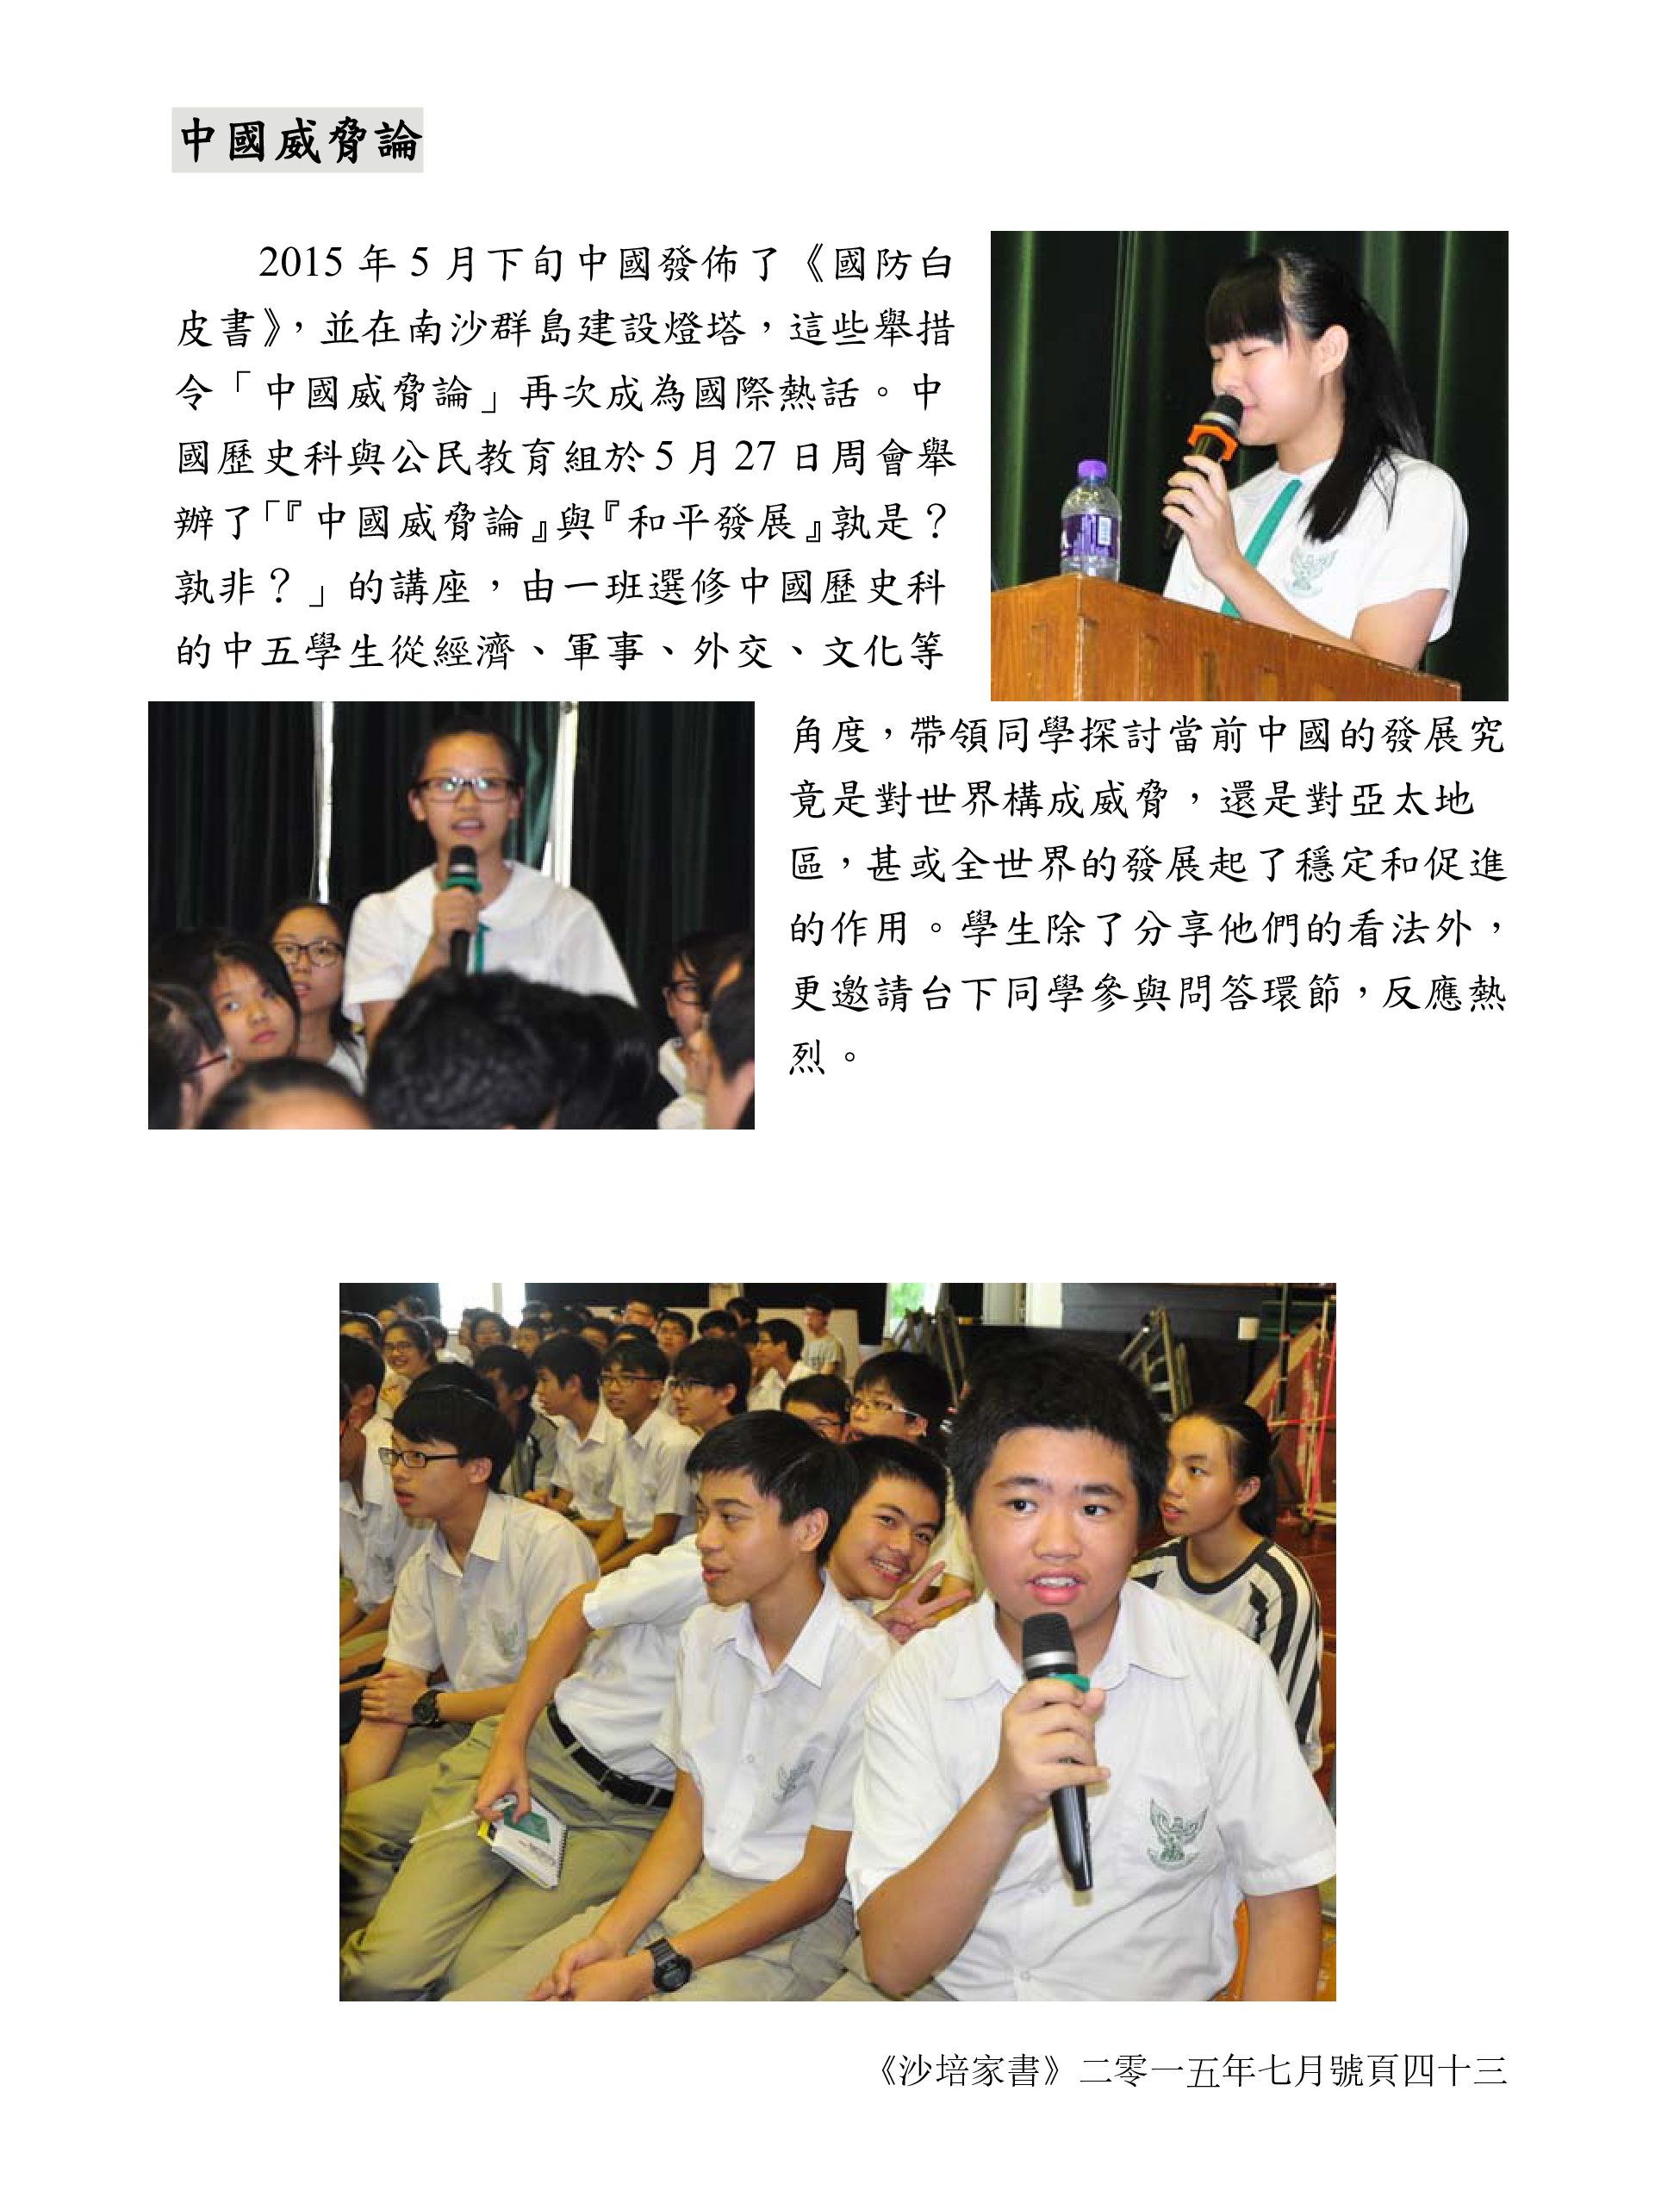 中國威脅論
2015 年 5 月下旬中國發佈了《國防白
皮書》，並在南沙群島建設燈塔，這些舉措
令「中國威脅論」再次成為國際熱話。中
國歷史科與公民教育組於 5 月 27 日周會舉
辦了「『中國威脅論』與『和平發展』孰是？
孰非？」的講座，由一班選修中國歷史科
的中五學生從經濟、軍事、外交、文化等
角度，帶領同學探討當前中國的發展究
竟是對世界構成威脅，還是對亞太地
區，甚或全世界的發展起了穩定和促進
的作用。學生除了分享他們的看法外，
更邀請台下同學參與問答環節，反應熱
烈。
《沙培家書》二零一五年七月號頁四十三